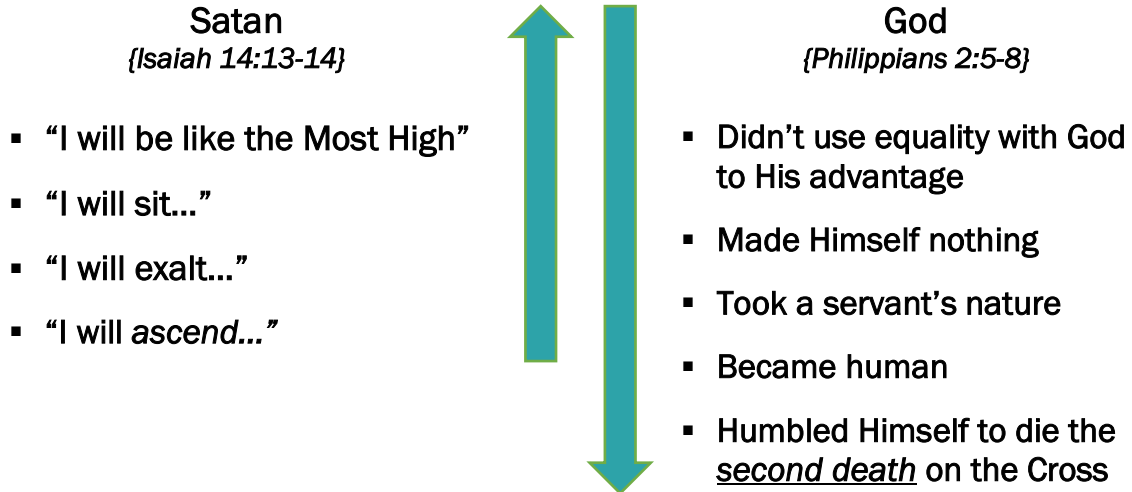 Satan
{Isaiah 14:13-14}
▪ “I will be like the Most High”
▪ “I will sit…”
▪ “I will exalt…”
▪ “I will ascend…”
God
{Philippians 2:5-8}
▪ Didn’t use equality with God
to His advantage
▪ Made Himself nothing
▪ Took a servant’s nature
▪ Became human
▪ Humbled Himself to die the
second death on the Cross